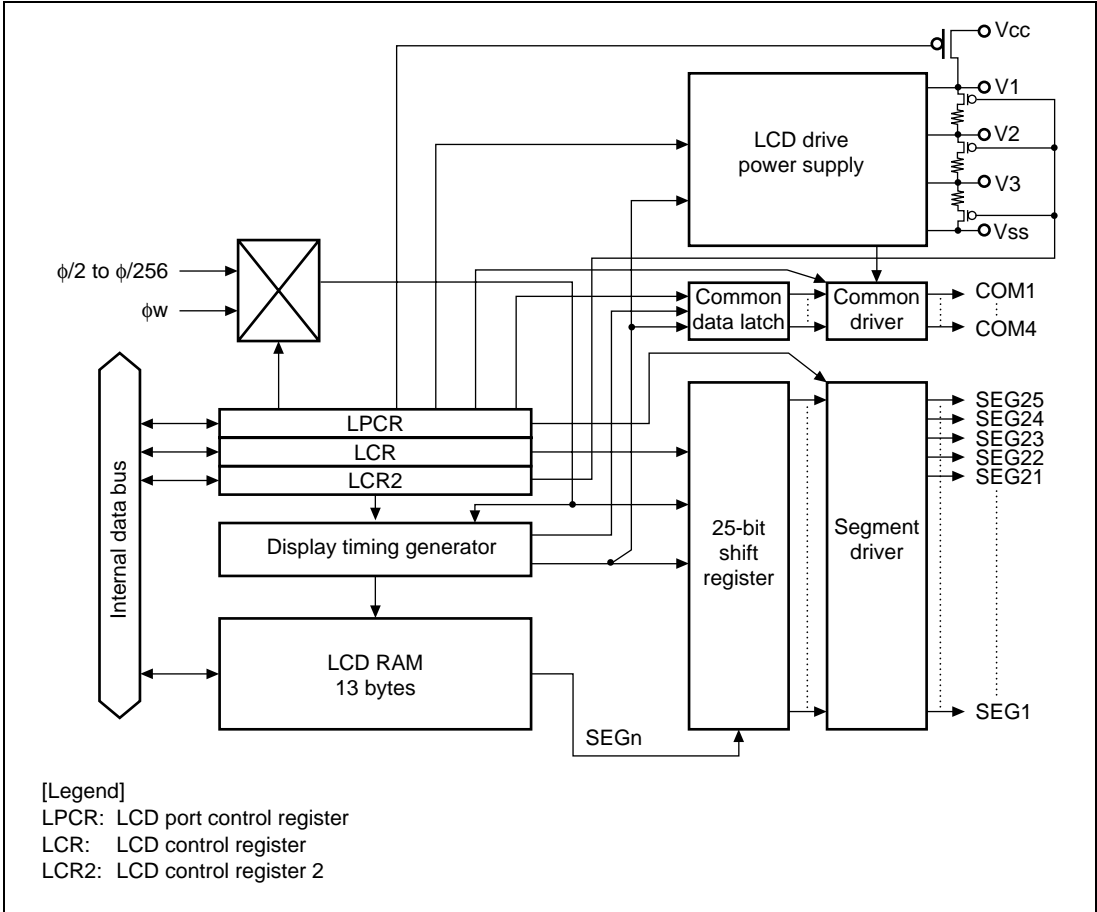 Vcc
V1
LCD drive
power supply
V2
V3
Vss
ϕ/2 to ϕ/256
ϕw
Common
data latch
Common
driver
COM1
COM4
Internal data bus
LPCR
LCR
LCR2
Display timing generator
LCD RAM
13 bytes
SEGn
25-bit
shift
register
Segment
driver
SEG25
SEG24
SEG23
SEG22
SEG21
SEG1
[Legend]
LPCR: LCD port control register
LCR: LCD control register
LCR2: LCD control register 2